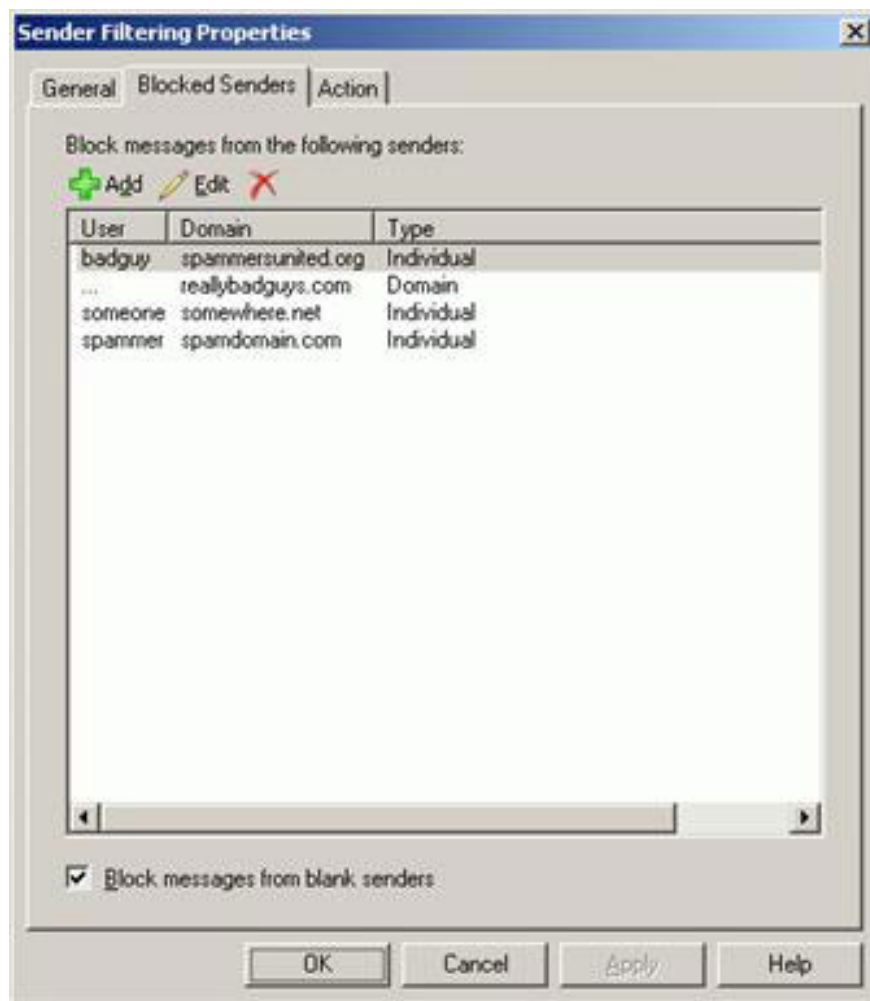 Sender Filtering Properties
General Blocked Senders Action
Block messages from the following senders:
Add Edit
User Domain Type
badguy spammersunited.org Individual
... reallybadguys.com Domain
someone somewhere.net Individual
spammer spamdomain.com Individual
Block messages from blank senders
OK Cancel Apply Help